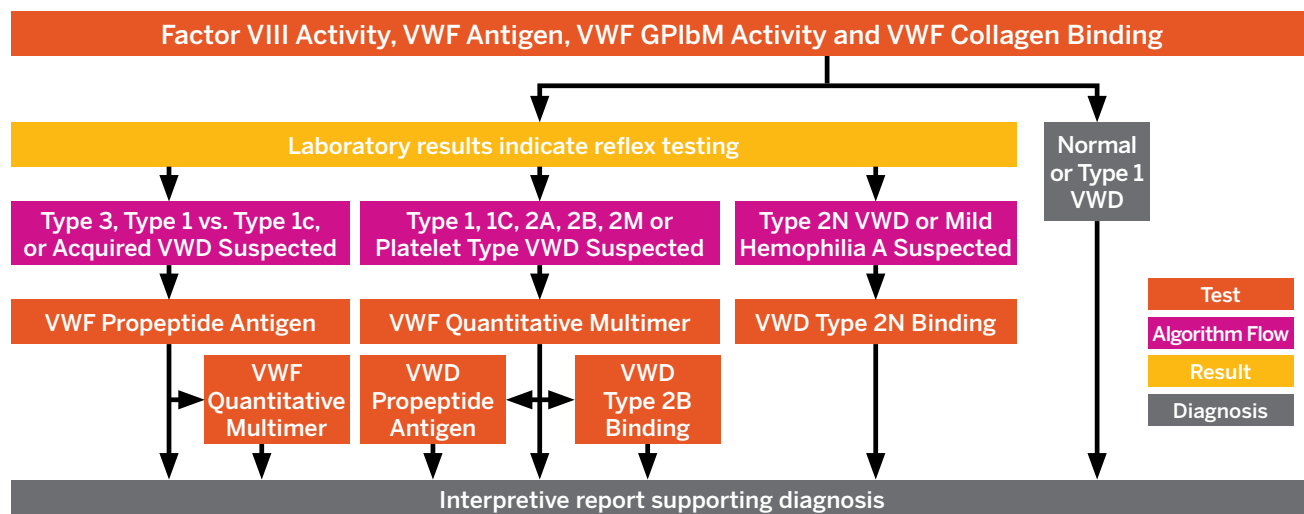 Factor VIII Activity, VWF Antigen, VWF GPIbM Activity and VWF Collagen Binding
Laboratory results indicate reflex testing
Normal
or Type 1
VWD
Type 3, Type 1 vs. Type 1c,
or Acquired VWD Suspected
Type 1, 1C, 2A, 2B, 2M or
Platelet Type VWD Suspected
Type 2N VWD or Mild
Hemophilia A Suspected
VWF Propeptide Antigen
VWF Quantitative Multimer
VWD Type 2N Binding
VWF
Quantitative
Multimer
VWD
Propeptide
Antigen
VWD
Type 2B
Binding
Test
Algorithm Flow
Result
Diagnosis
Interpretive report supporting diagnosis